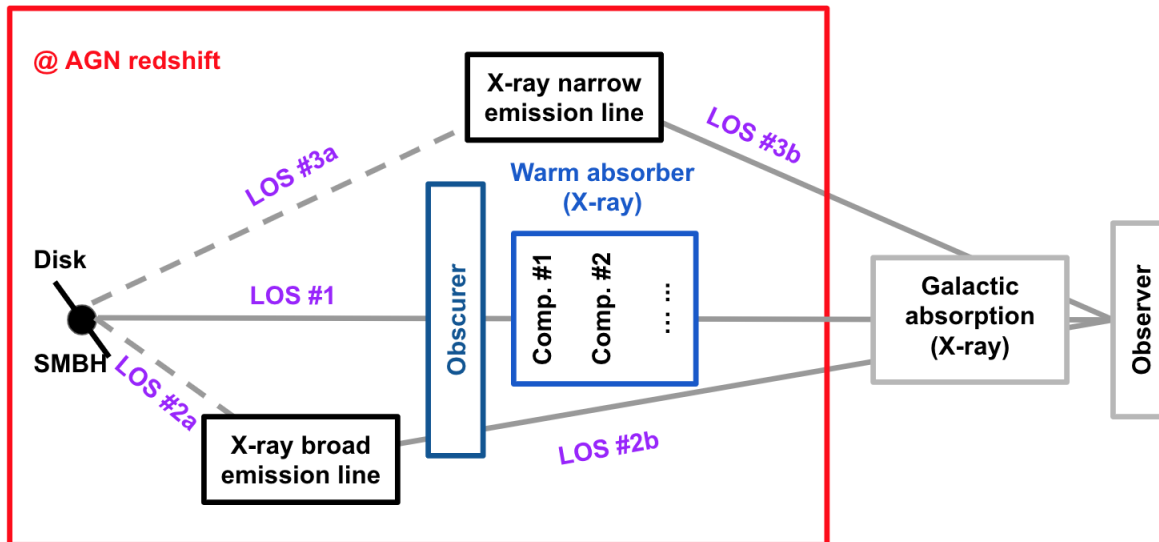 @ AGN redshift
X-ray narrow
emission line
LOS #3a
LOS #3b
Warm absorber
(X-ray)
Disk
SMBH
LOS #1
Obscurer
Comp. #1
Comp. #2
... ...
Galactic
absorption
(X-ray)
Observer
LOS #2a
X-ray broad
emission line
LOS #2b